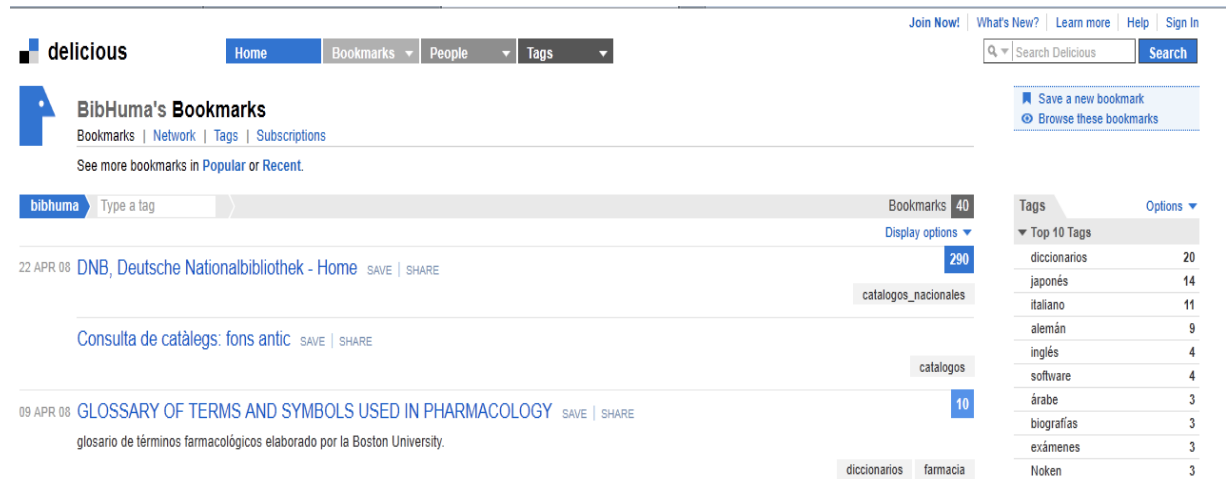 Join Now! What's New? Learn more Help Sign In
delicious Home Bookmarks People Tags Search Delicious Search
BibHuma's Bookmarks
Bookmarks | Network | Tags | Subscriptions
See more bookmarks in Popular or Recent.
Save a new bookmark
Browse these bookmarks
bibhuma Type a tag Bookmarks 40
Display options
22 APR 08 DNB, Deutsche Nationalbibliothek - Home SAVE | SHARE 290
catalogos_nacionales
Consulta de catàlegs: fons antic SAVE | SHARE
catalogos
09 APR 08 GLOSSARY OF TERMS AND SYMBOLS USED IN PHARMACOLOGY SAVE | SHARE 10
glosario de términos farmacológicos elaborado por la Boston University.
diccionarios farmacia
Tags Options
Top 10 Tags
diccionarios 20
japonés 14
italiano 11
alemán 9
inglés 4
software 4
árabe 3
biografías 3
exámenes 3
Noken 3